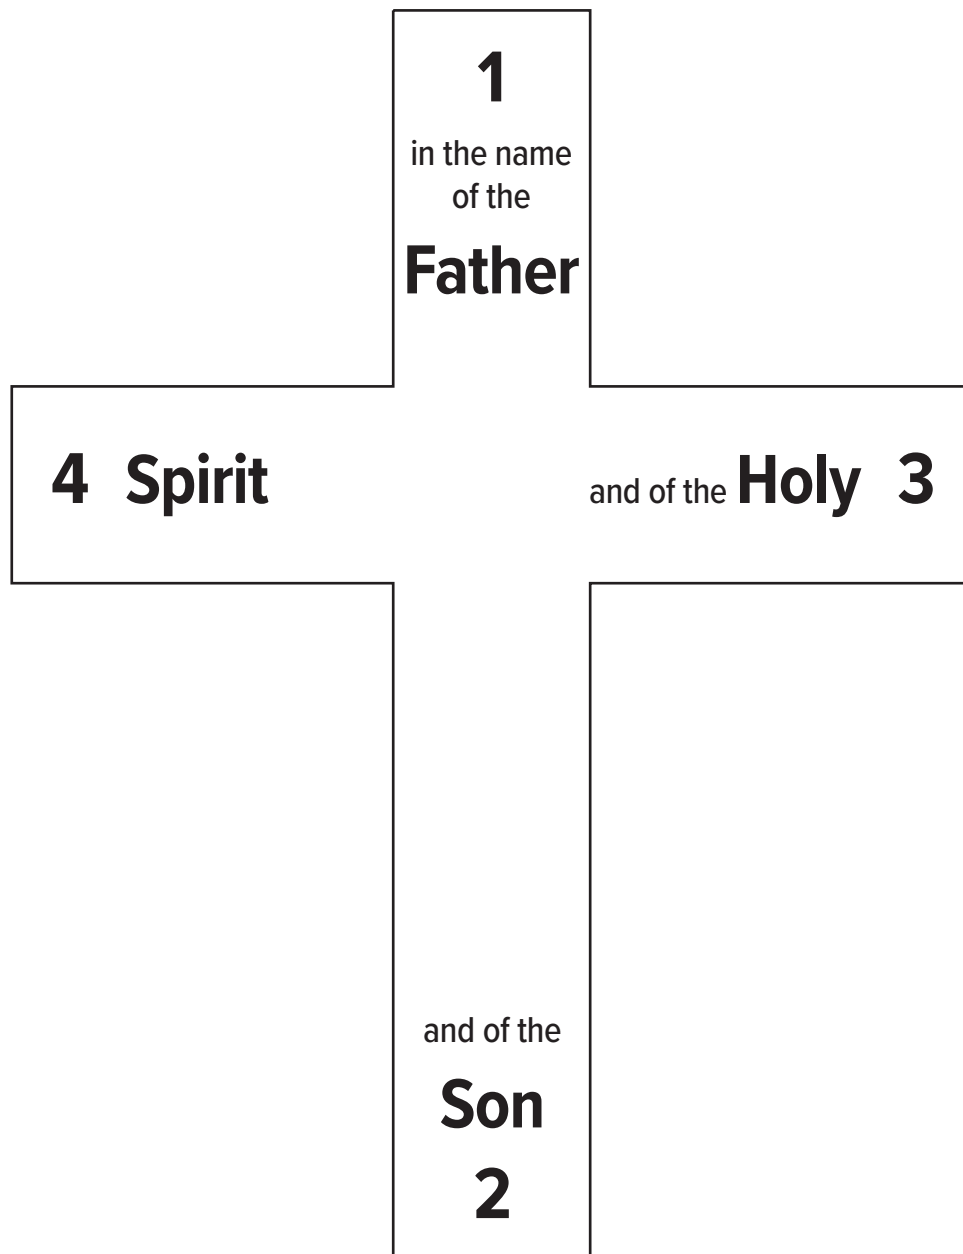 1
in the name
of the
Father
4 Spirit
and of the Holy 3
and of the
Son
2